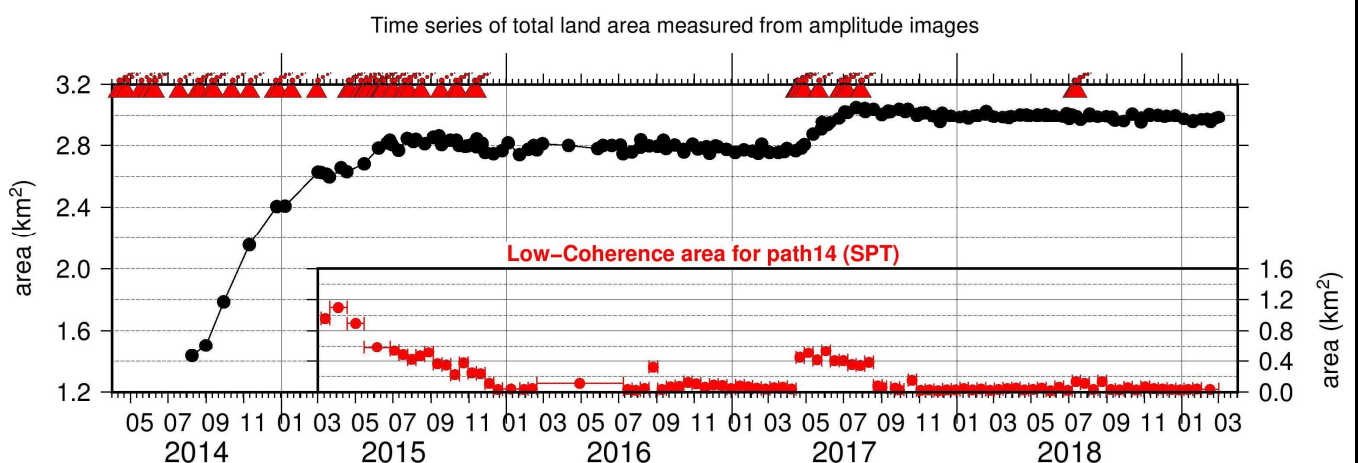 Time series of total land area measured from amplitude images
3.2
2.8
2.4
2.0
1.6
1.2
area (km²)
Low−Coherence area for path14 (SPT)
1.6
1.2
0.8
0.4
0.0
area (km²)
05 07 09 11 01 03 05 07 09 11 01 03 05 07 09 11 01 03 05 07 09 11 01 03 05 07 09 11 01 03
2014 2015 2016 2017 2018